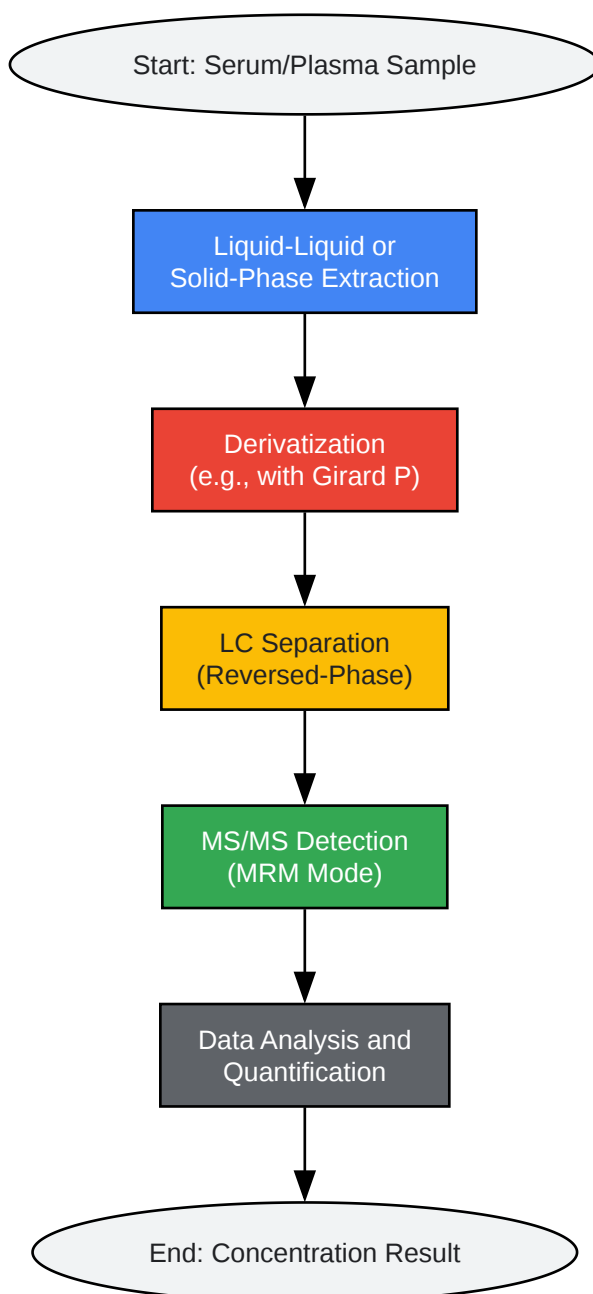 Start: Serum/Plasma Sample
Liquid-Liquid or
Solid-Phase Extraction
Derivatization
(e.g., with Girard P)
LC Separation
(Reversed-Phase)
MS/MS Detection
(MRM Mode)
Data Analysis and
Quantification
End: Concentration Result